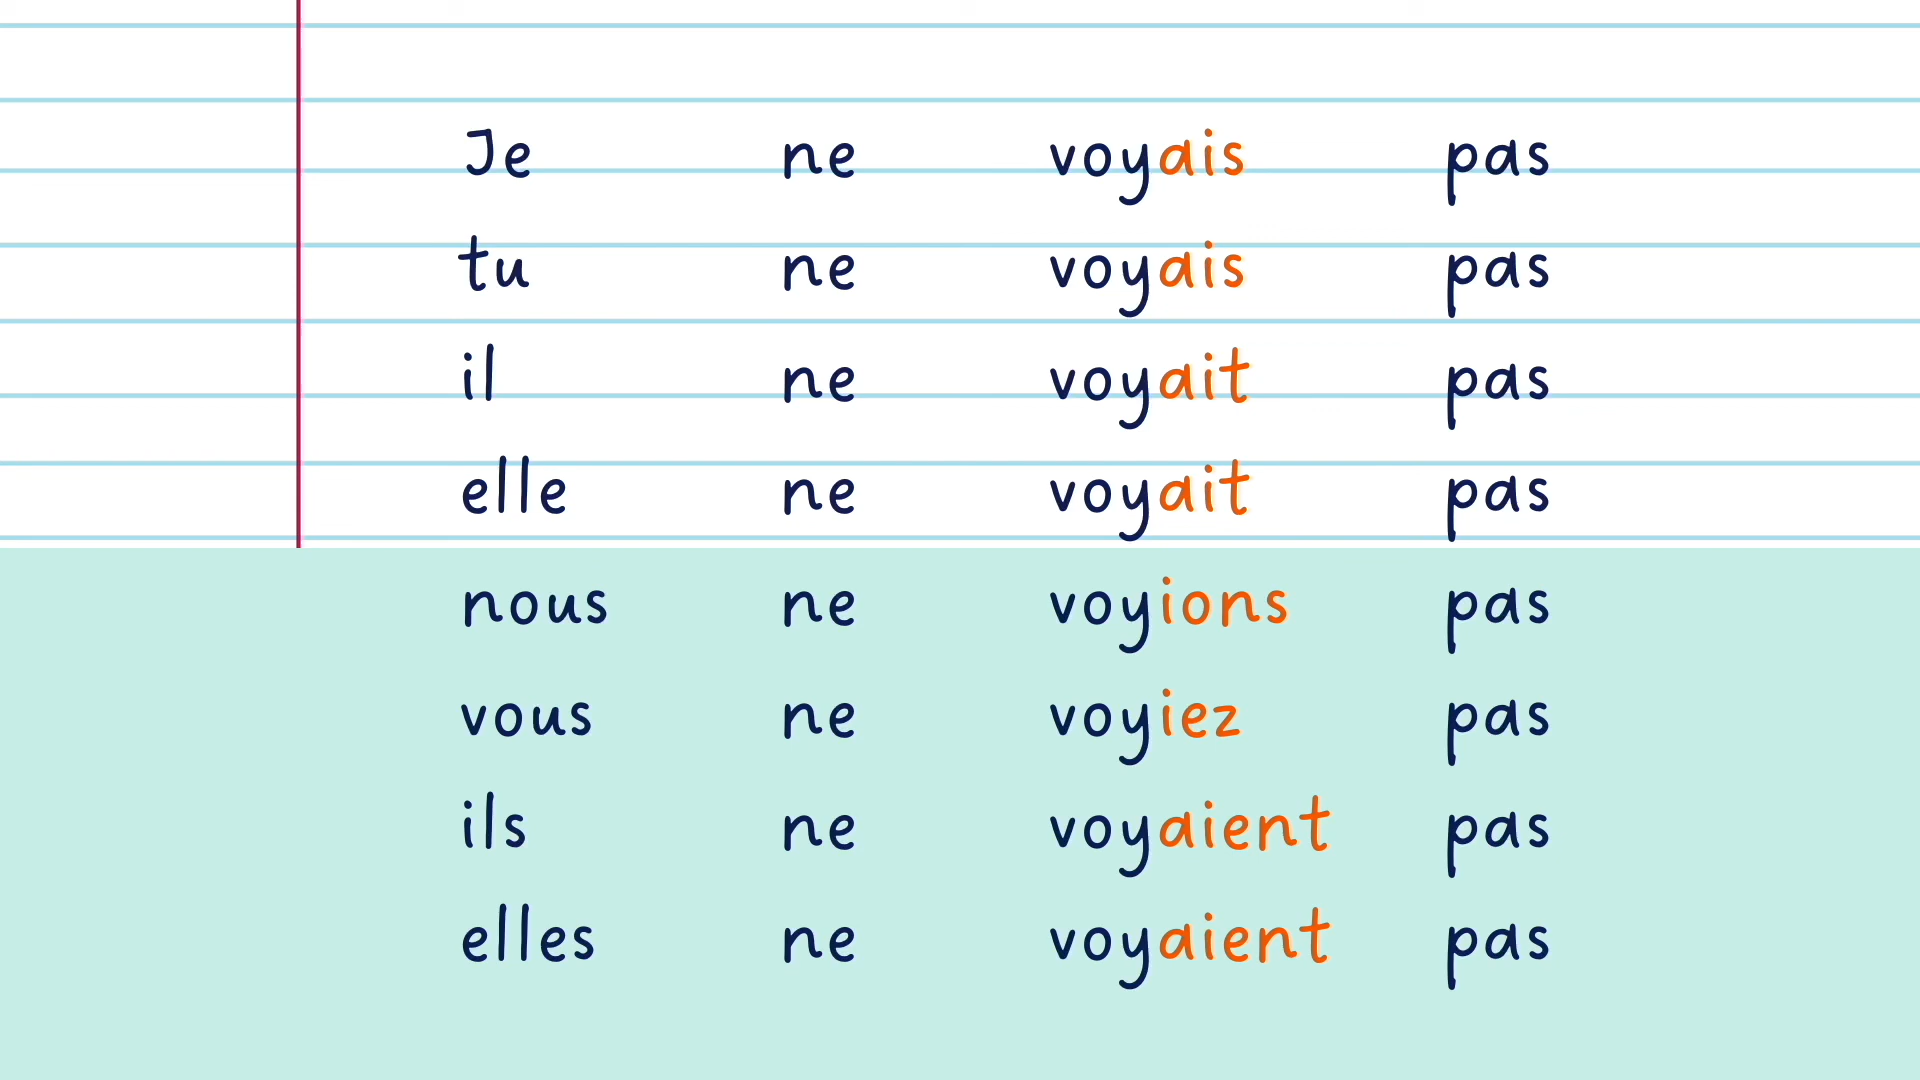 Je ne voyais pas
tu ne voyais pas
il ne voyait pas
elle ne voyait pas
nous ne voyions pas
vous ne voyiez pas
ils ne voyaient pas
elles ne voyaient pas